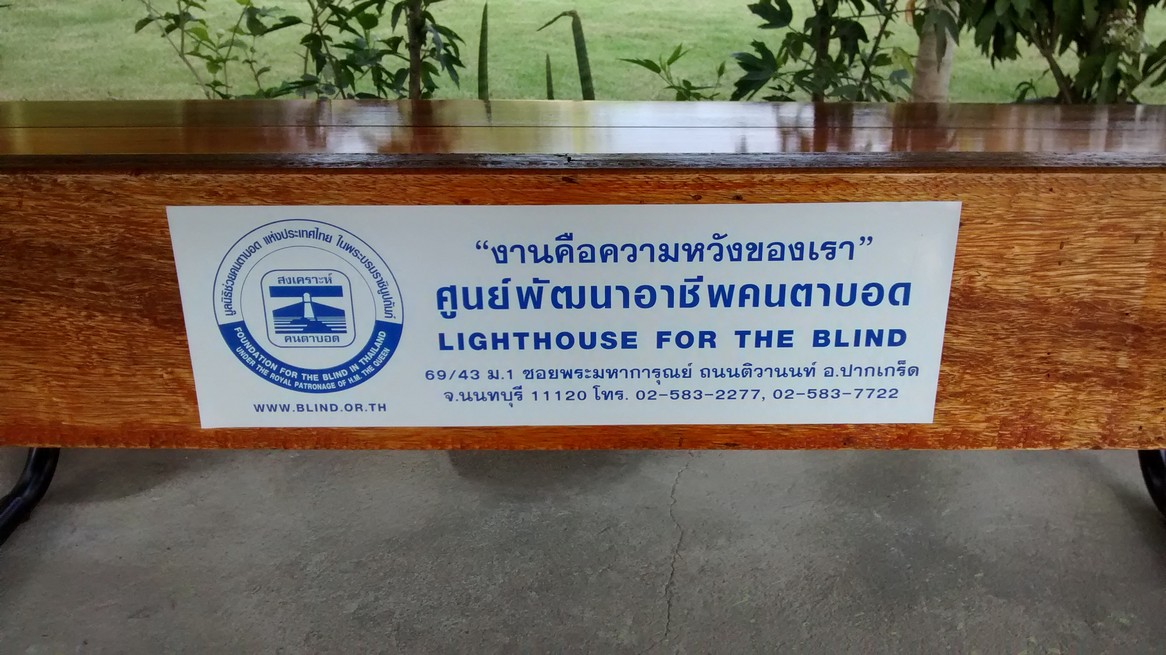 มูลนิธิช่วยคนตาบอด แห่งประเทศไทย ในพระบรมราชินูปถัมภ์
สงเคราะห์
คนตาบอด
FOUNDATION FOR THE BLIND IN THAILAND
UNDER THE ROYAL PATRONAGE OF H.M. THE QUEEN
WWW.BLIND.OR.TH
“งานคือความหวังของเรา”
ศูนย์พัฒนาอาชีพคนตาบอด
LIGHTHOUSE FOR THE BLIND
69/43 ม.1 ซอยพระมหาการุณย์ ถนนติวานนท์ อ.ปากเกร็ด
จ.นนทบุรี 11120 โทร. 02-583-2277, 02-583-7722